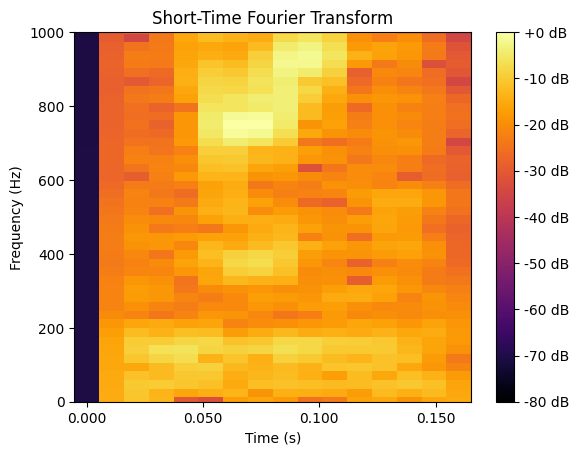 Short-Time Fourier Transform
1000
800
600
400
200
0
Frequency (Hz)
0.000
0.050
0.100
0.150
Time (s)
+0 dB
-10 dB
-20 dB
-30 dB
-40 dB
-50 dB
-60 dB
-70 dB
-80 dB